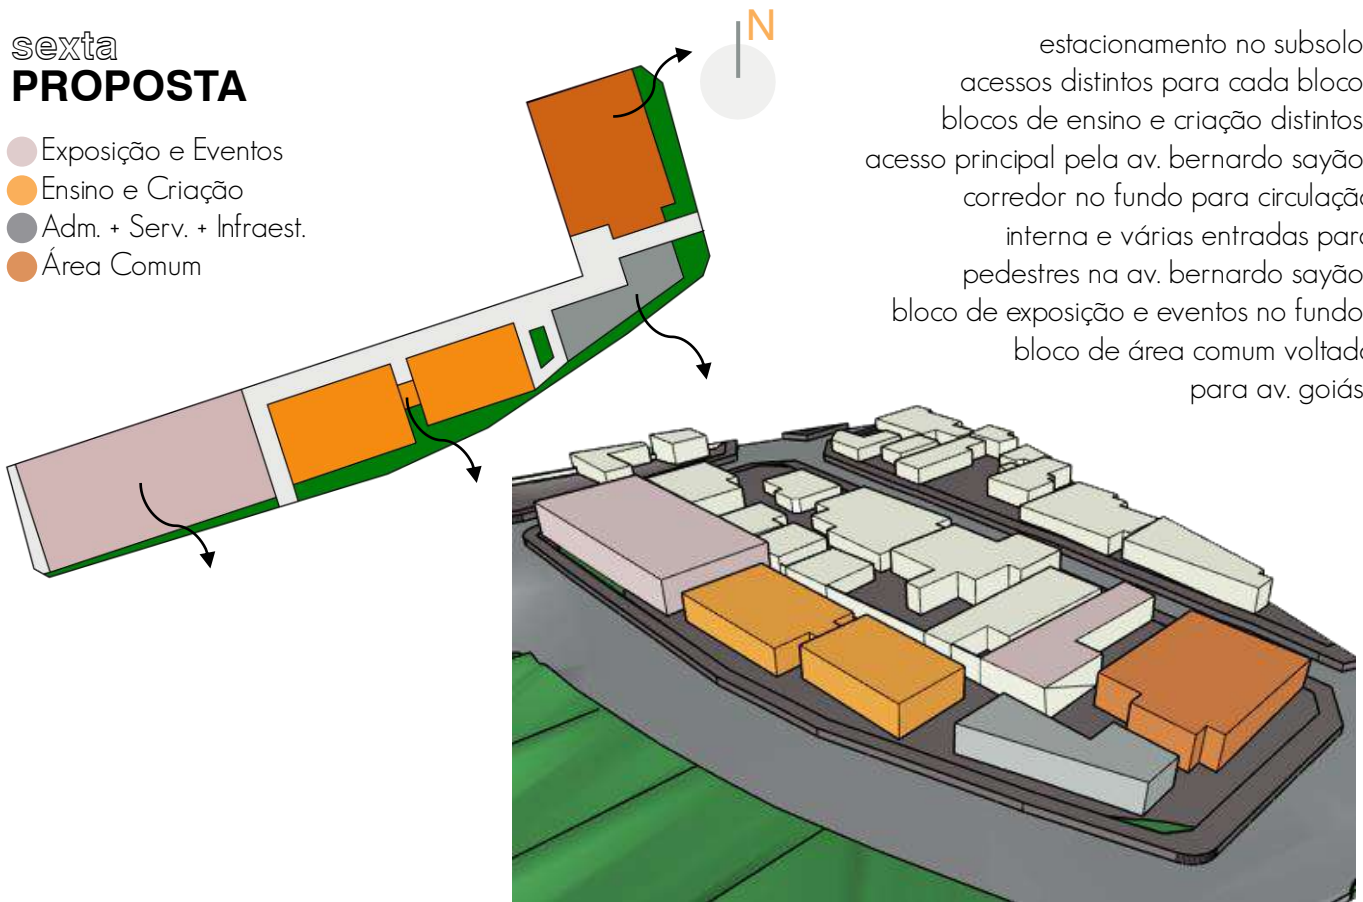 sexta
PROPOSTA
Exposição e Eventos
Ensino e Criação
Adm. + Serv. + Infraest.
Área Comum
N
estacionamento no subsolo
acessos distintos para cada bloco
blocos de ensino e criação distintos
acesso principal pela av. bernardo sayão
corredor no fundo para circulação
interna e várias entradas para
pedestres na av. bernardo sayão
bloco de exposição e eventos no fundo
bloco de área comum voltado
para av. goiás